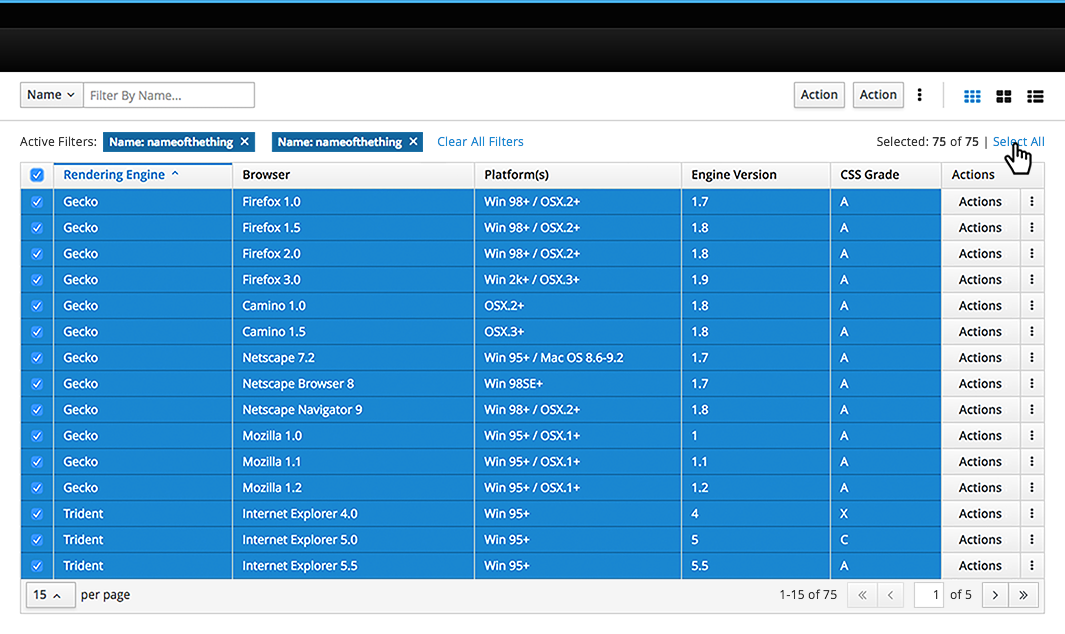 Name Filter By Name... Action Action
Active Filters: Name: nameofthething × Name: nameofthething × Clear All Filters Selected: 75 of 75 | Select All
Rendering Engine Browser Platform(s) Engine Version CSS Grade Actions
Gecko Firefox 1.0 Win 98+ / OSX.2+ 1.7 A Actions
Gecko Firefox 1.5 Win 98+ / OSX.2+ 1.8 A Actions
Gecko Firefox 2.0 Win 98+ / OSX.2+ 1.8 A Actions
Gecko Firefox 3.0 Win 2k+ / OSX.3+ 1.9 A Actions
Gecko Camino 1.0 OSX.2+ 1.8 A Actions
Gecko Camino 1.5 OSX.3+ 1.8 A Actions
Gecko Netscape 7.2 Win 95+ / Mac OS 8.6-9.2 1.7 A Actions
Gecko Netscape Browser 8 Win 98SE+ 1.7 A Actions
Gecko Netscape Navigator 9 Win 98+ / OSX.2+ 1.8 A Actions
Gecko Mozilla 1.0 Win 95+ / OSX.1+ 1 A Actions
Gecko Mozilla 1.1 Win 95+ / OSX.1+ 1.1 A Actions
Gecko Mozilla 1.2 Win 95+ / OSX.1+ 1.2 A Actions
Trident Internet Explorer 4.0 Win 95+ 4 X Actions
Trident Internet Explorer 5.0 Win 95+ 5 C Actions
Trident Internet Explorer 5.5 Win 95+ 5.5 A Actions
15 per page 1-15 of 75 « ‹ 1 of 5 › »